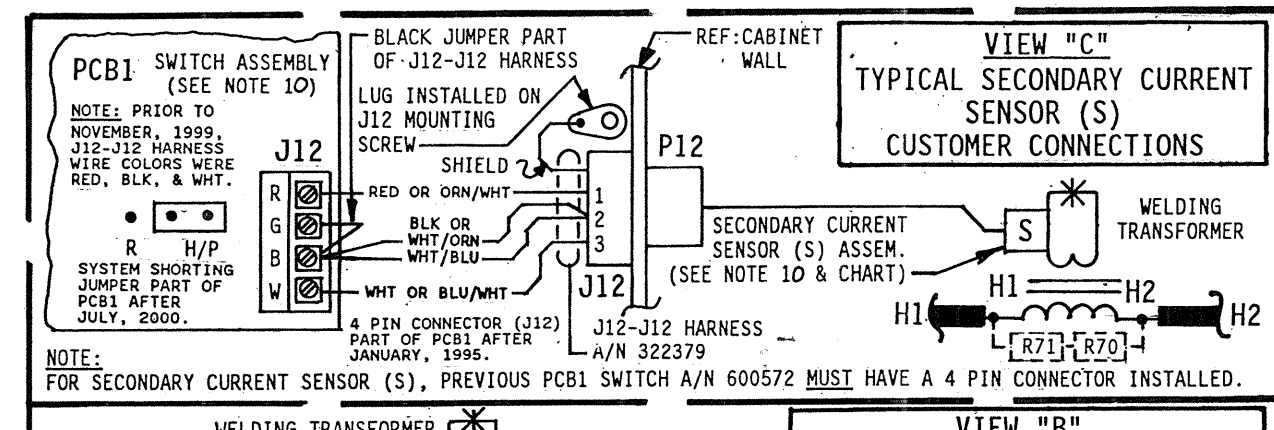 PCB1 SWITCH ASSEMBLY
(SEE NOTE 10)
NOTE: PRIOR TO
NOVEMBER, 1999,
J12-J12 HARNESS
WIRE COLORS WERE
RED, BLK, & WHT.
R H/P
SYSTEM SHORTING
JUMPER PART OF
PCB1 AFTER
JULY, 2000.
J12
R
G
B
W
BLACK JUMPER PART
OF J12-J12 HARNESS
LUG INSTALLED ON
J12 MOUNTING
SCREW
SHIELD
RED OR ORN/WHT
BLK OR
WHT/ORN
WHT/BLU
WHT OR BLU/WHT
4 PIN CONNECTOR (J12)
PART OF PCB1 AFTER
JANUARY, 1995.
1
2
3
J12
J12-J12 HARNESS
A/N 322379
REF:CABINET
WALL
P12
SECONDARY CURRENT
SENSOR (S) ASSEM.
(SEE NOTE 10 & CHART)
VIEW "C"
TYPICAL SECONDARY CURRENT
SENSOR (S)
CUSTOMER CONNECTIONS
S
WELDING
TRANSFORMER
H1 H2
H1 H2
R71 R70
NOTE:
FOR SECONDARY CURRENT SENSOR (S), PREVIOUS PCB1 SWITCH A/N 600572 MUST HAVE A 4 PIN CONNECTOR INSTALLED.
WELDING TRANSFORMER
VIEW "B"